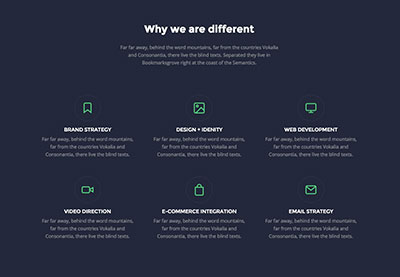 Why we are different
Far far away, behind the word mountains, far from the countries Vokalia
and Consonantia, there live the blind texts. Separated they live in
Bookmarksgrove right at the coast of the Semantics.
BRAND STRATEGY
Far far away, behind the word mountains,
far from the countries Vokalia and
Consonantia, there live the blind texts.
DESIGN + IDENITY
Far far away, behind the word mountains,
far from the countries Vokalia and
Consonantia, there live the blind texts.
WEB DEVELOPMENT
Far far away, behind the word mountains,
far from the countries Vokalia and
Consonantia, there live the blind texts.
VIDEO DIRECTION
Far far away, behind the word mountains,
far from the countries Vokalia and
Consonantia, there live the blind texts.
E-COMMERCE INTEGRATION
Far far away, behind the word mountains,
far from the countries Vokalia and
Consonantia, there live the blind texts.
EMAIL STRATEGY
Far far away, behind the word mountains,
far from the countries Vokalia and
Consonantia, there live the blind texts.